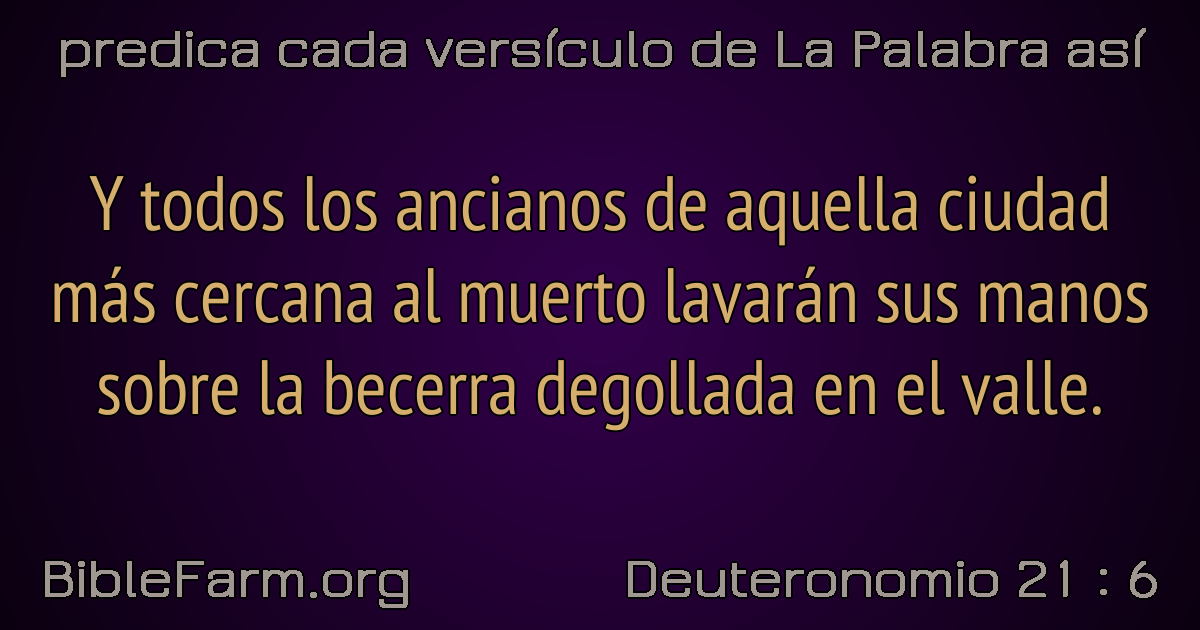 predica cada versículo de La Palabra así
Y todos los ancianos de aquella ciudad
más cercana al muerto lavarán sus manos
sobre la becerra degollada en el valle.
BibleFarm.org
Deuteronomio 21 : 6